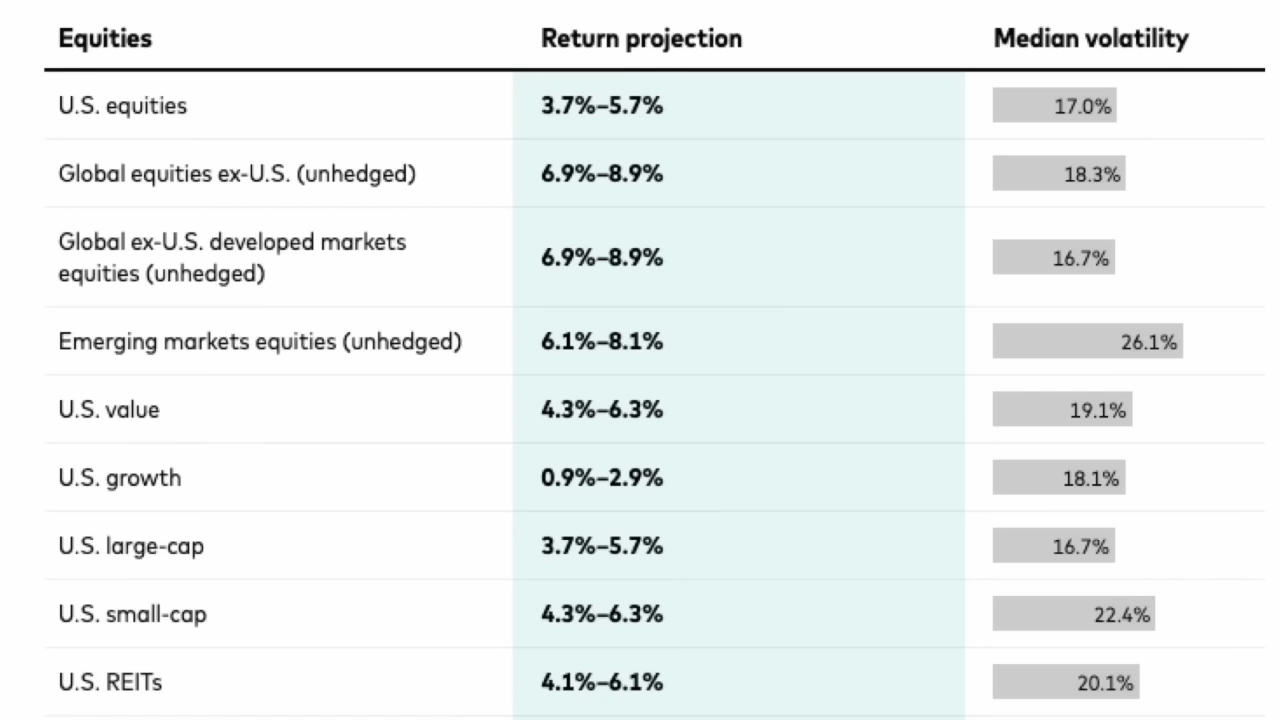 Equities Return projection Median volatility
U.S. equities 3.7%–5.7% 17.0%
Global equities ex-U.S. (unhedged) 6.9%–8.9% 18.3%
Global ex-U.S. developed markets
equities (unhedged) 6.9%–8.9% 16.7%
Emerging markets equities (unhedged) 6.1%–8.1% 26.1%
U.S. value 4.3%–6.3% 19.1%
U.S. growth 0.9%–2.9% 18.1%
U.S. large-cap 3.7%–5.7% 16.7%
U.S. small-cap 4.3%–6.3% 22.4%
U.S. REITs 4.1%–6.1% 20.1%